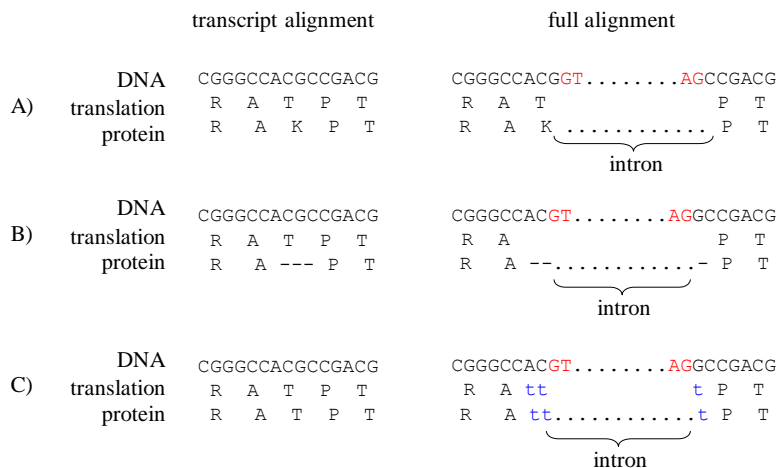 transcript alignment full alignment
DNA CGGGCCACGCCGACG CGGGCCACGGT........AGCCGACG
A) translation R A T P T R A T P T
protein R A K P T R A K............P T
intron
DNA CGGGCCACGCCGACG CGGGCCACGT........AGGCCGACG
B) translation R A T P T R A P T
protein R A --- P T R A --............-P T
intron
DNA CGGGCCACGCCGACG CGGGCCACGT........AGGCCGACG
C) translation R A T P T R A tt t P T
protein R A T P T R A tt............t P T
intron